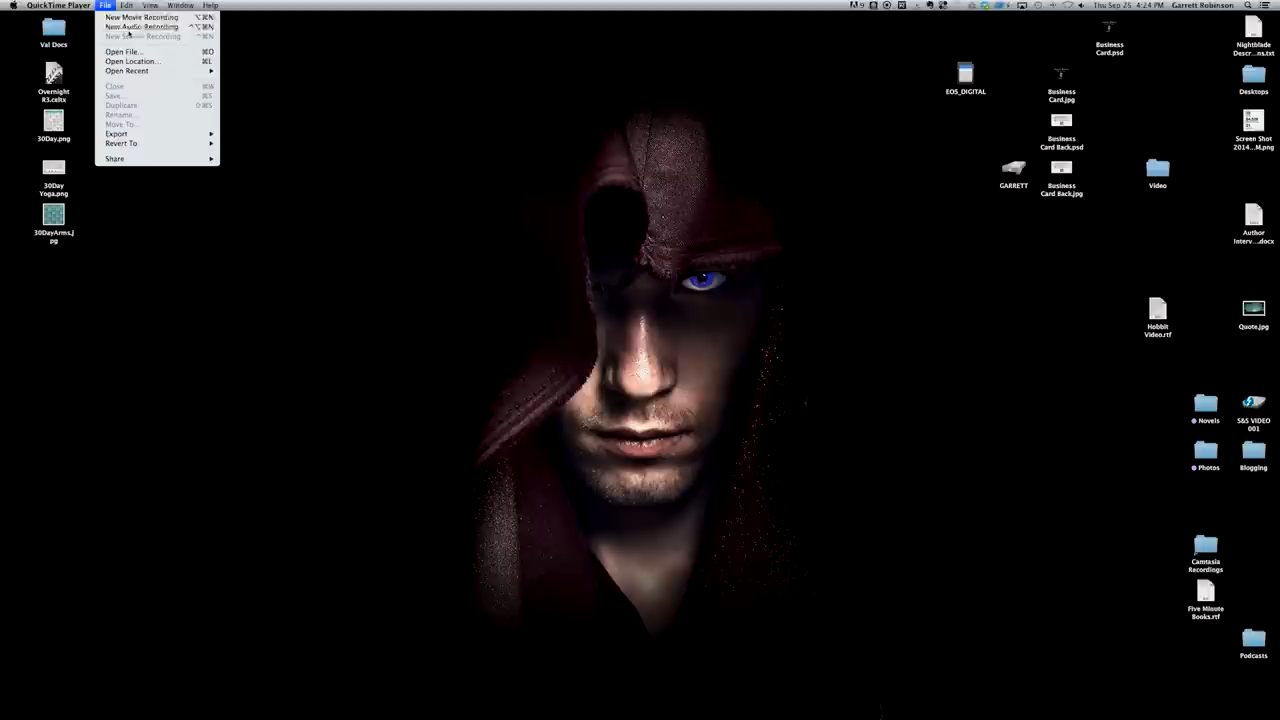 QuickTime Player File Edit View Window Help
9 Thu Sep 25 4:24 PM Garrett Robinson
New Movie Recording ⌥⌘N
New Audio Recording ^⌥⌘N
New Screen Recording ^⌘N
Open File... ⌘O
Open Location... ⌘L
Open Recent
Close ⌘W
Save... ⌘S
Duplicate ⇧⌘S
Rename...
Move To...
Export
Revert To
Share
Val Docs
Overnight
R3.celtx
30Day.png
30Day
Yoga.png
30DayArms.j
pg
Business
Card.psd
Nightblade
Descr...ns.txt
EOS_DIGITAL
Business
Card.jpg
Desktops
Business
Card Back.psd
Screen Shot
2014...M.png
GARRETT
Business
Card Back.jpg
Video
Author
Interv...docx
Hobbit
Video.rtf
Quote.jpg
Novels
S&S VIDEO
001
Photos
Blogging
Camtasia
Recordings
Five Minute
Books.rtf
Podcasts